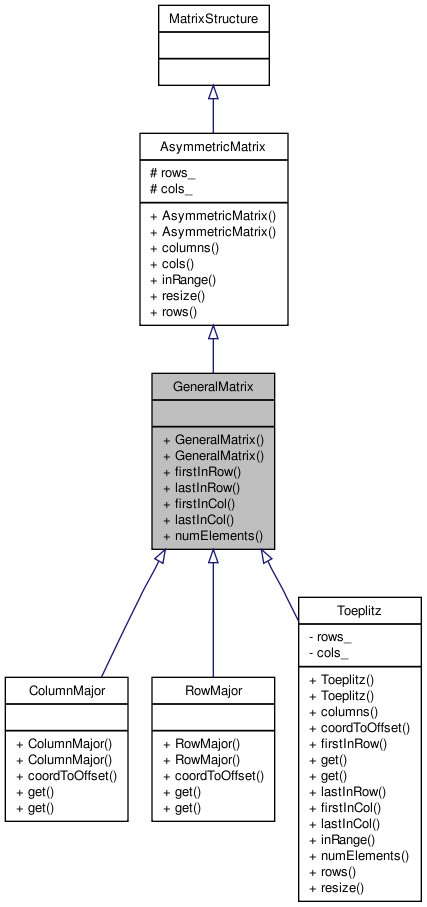 MatrixStructure
AsymmetricMatrix
# rows_
# cols_
+ AsymmetricMatrix()
+ AsymmetricMatrix()
+ columns()
+ cols()
+ inRange()
+ resize()
+ rows()
GeneralMatrix
+ GeneralMatrix()
+ GeneralMatrix()
+ firstInRow()
+ lastInRow()
+ firstInCol()
+ lastInCol()
+ numElements()
ColumnMajor
+ ColumnMajor()
+ ColumnMajor()
+ coordToOffset()
+ get()
+ get()
RowMajor
+ RowMajor()
+ RowMajor()
+ coordToOffset()
+ get()
+ get()
Toeplitz
- rows_
- cols_
+ Toeplitz()
+ Toeplitz()
+ columns()
+ coordToOffset()
+ firstInRow()
+ get()
+ get()
+ lastInRow()
+ firstInCol()
+ lastInCol()
+ inRange()
+ numElements()
+ rows()
+ resize()